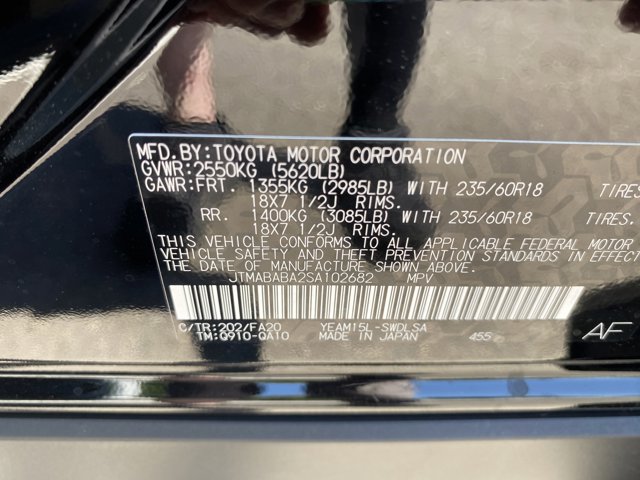 MFD. BY: TOYOTA MOTOR CORPORATION
GVWR: 2550KG (5620LB)
GAWR: FRT. 1355KG (2985LB) WITH 235/60R18 TIRES
18X7 1/2J RIMS.
RR. 1400KG (3085LB) WITH 235/60R18 TIRES.
18X7 1/2J RIMS.
THIS VEHICLE CONFORMS TO ALL APPLICABLE FEDERAL MOTOR
VEHICLE SAFETY AND THEFT PREVENTION STANDARDS IN EFFECT
THE DATE OF MANUFACTURE SHOWN ABOVE.
JTMABABA2SA102682 MPV
C/TR: 202/FA20 YEAM15L-SWDLSA
TM: Q910-QA10 MADE IN JAPAN 455 AF